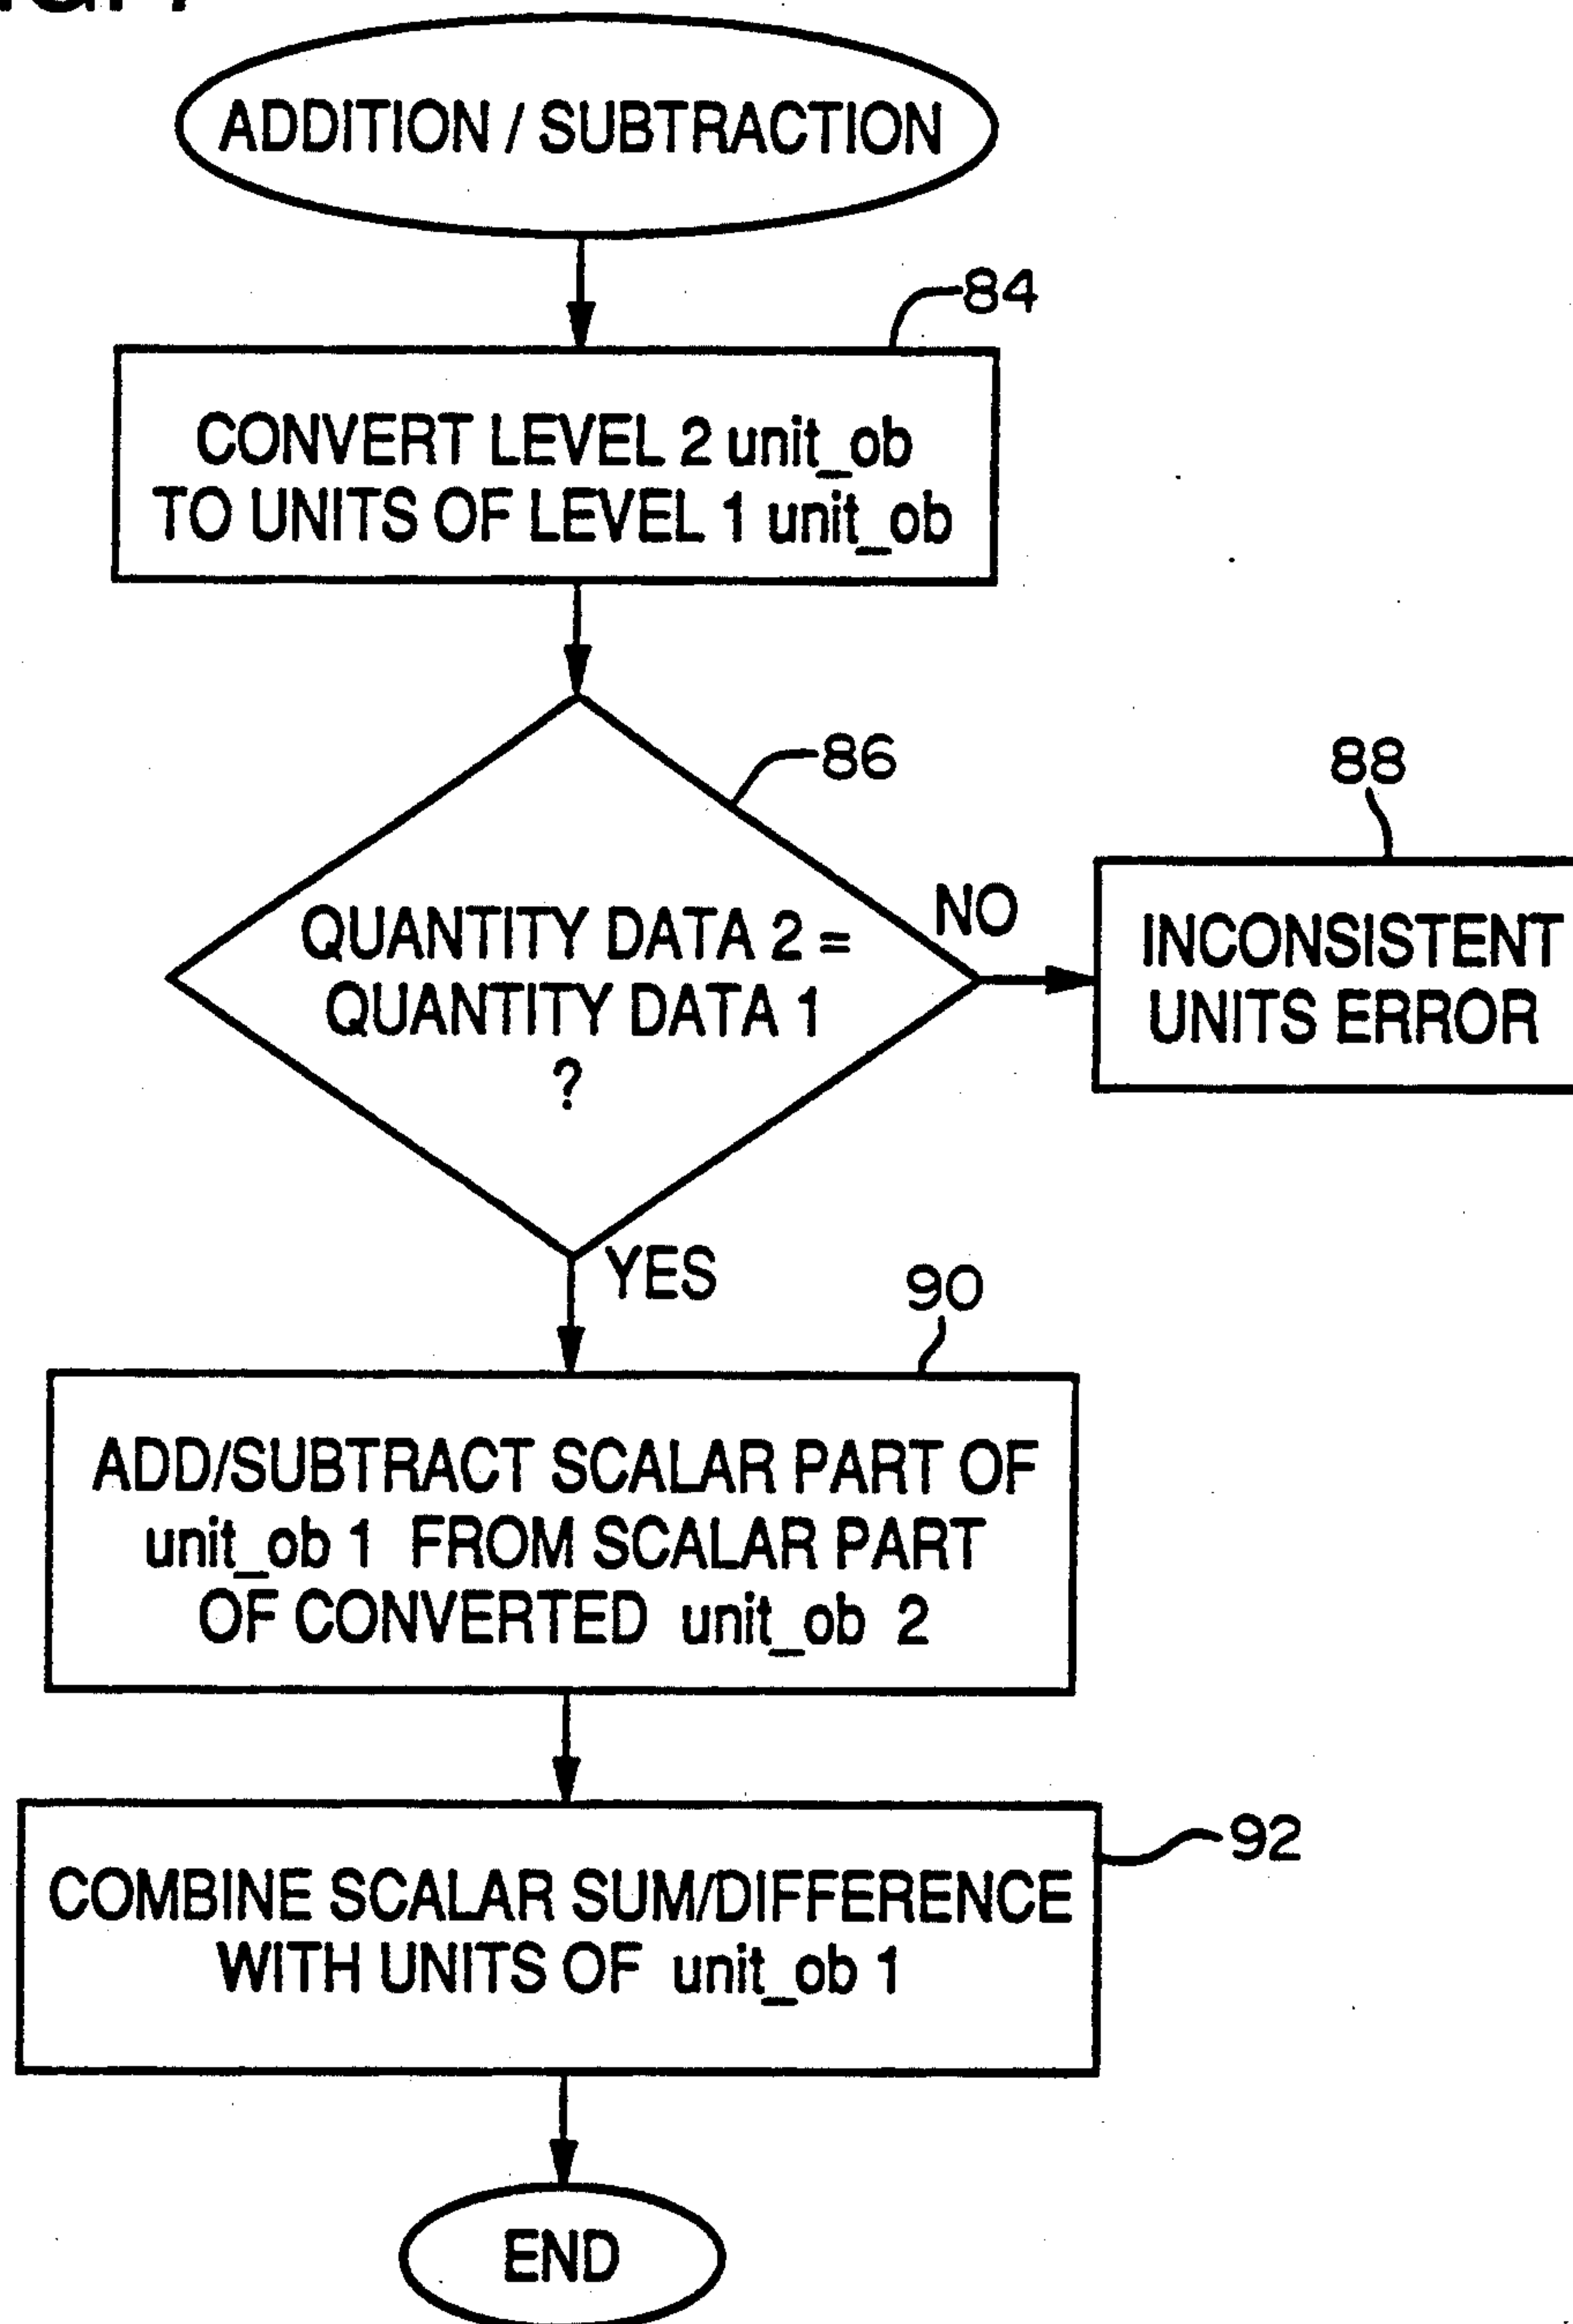 ADDITION / SUBTRACTION
84
CONVERT LEVEL 2 unit_ob
TO UNITS OF LEVEL 1 unit_ob
86
88
QUANTITY DATA 2 =
QUANTITY DATA 1
?
NO
INCONSISTENT
UNITS ERROR
YES
90
ADD/SUBTRACT SCALAR PART OF
unit_ob 1 FROM SCALAR PART
OF CONVERTED unit_ob 2
92
COMBINE SCALAR SUM/DIFFERENCE
WITH UNITS OF unit_ob 1
END